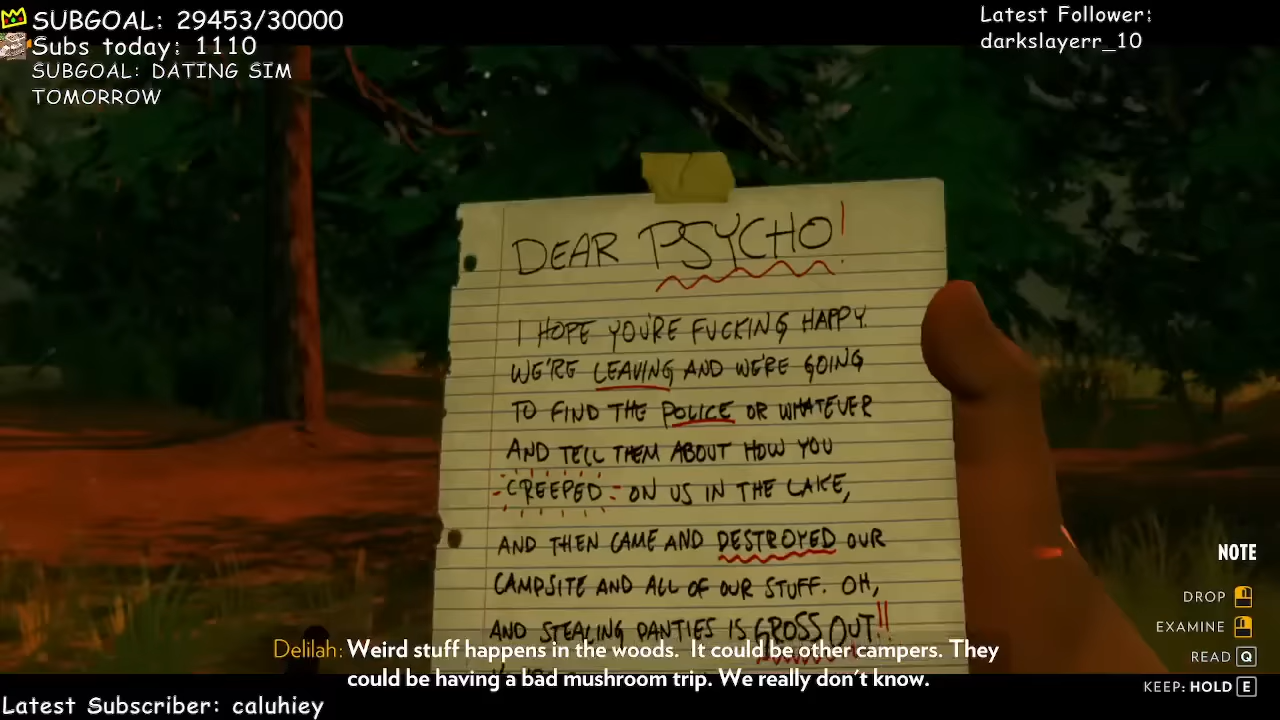 SUBGOAL: 29453/30000
Subs today: 1110
SUBGOAL: DATING SIM
TOMORROW
Latest Follower:
darkslayerr_10
DEAR PSYCHO!
I HOPE YOU'RE FUCKING HAPPY.
WE'RE LEAVING AND WE'RE GOING
TO FIND THE POLICE OR WHATEVER
AND TELL THEM ABOUT HOW YOU
CREEPED ON US IN THE LAKE,
AND THEN CAME AND DESTROYED OUR
CAMPSITE AND ALL OF OUR STUFF. OH,
AND STEALING PANTIES IS GROSS OUT!!
NOTE
DROP
EXAMINE
READ Q
KEEP: HOLD E
Delilah: Weird stuff happens in the woods. It could be other campers. They
could be having a bad mushroom trip. We really don't know.
Latest Subscriber: caluhiey